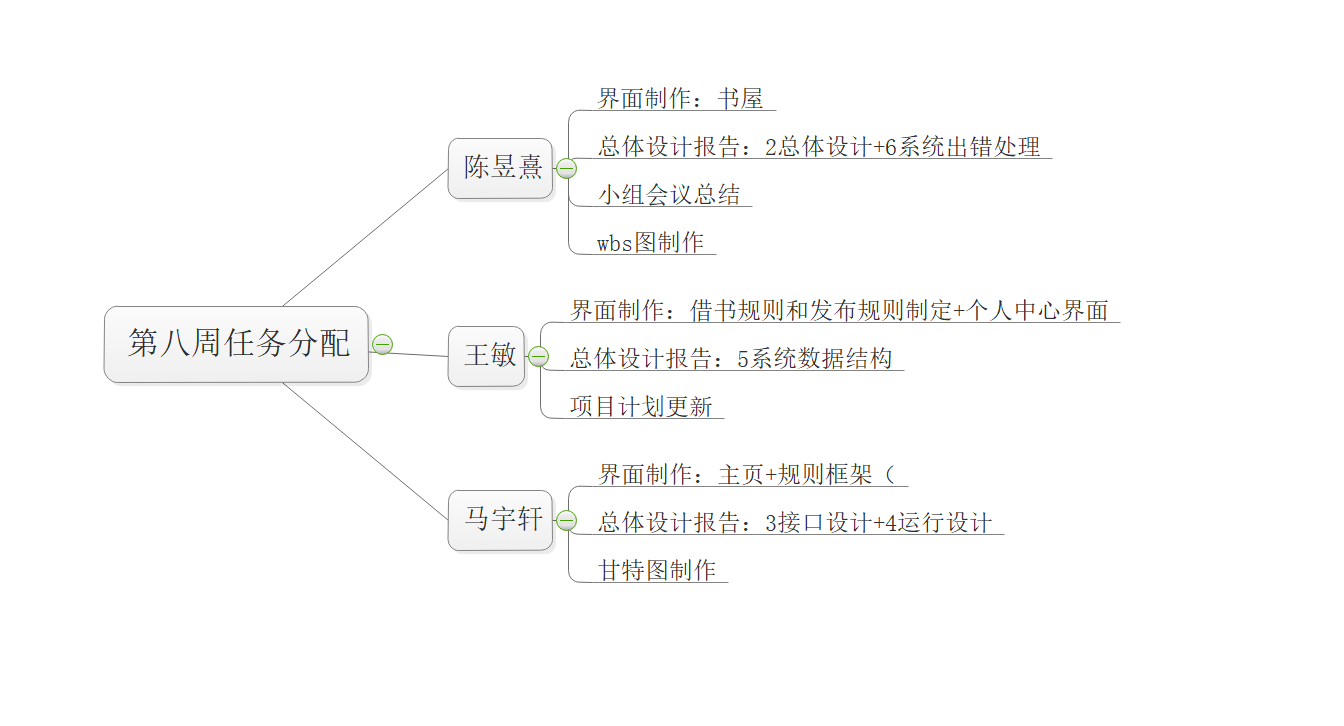 第八周任务分配
陈昱熹
界面制作：书屋
总体设计报告：2总体设计+6系统出错处理
小组会议总结
wbs图制作
王敏
界面制作：借书规则和发布规则制定+个人中心界面
总体设计报告：5系统数据结构
项目计划更新
马宇轩
界面制作：主页+规则框架（
总体设计报告：3接口设计+4运行设计
甘特图制作